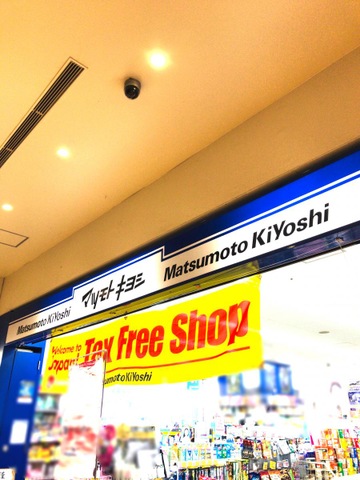 Matsumoto KiYoshi マツモト キヨシ Matsumoto KiYoshi
Welcome to Japan! Tax Free Shop
Matsumoto KiYoshi